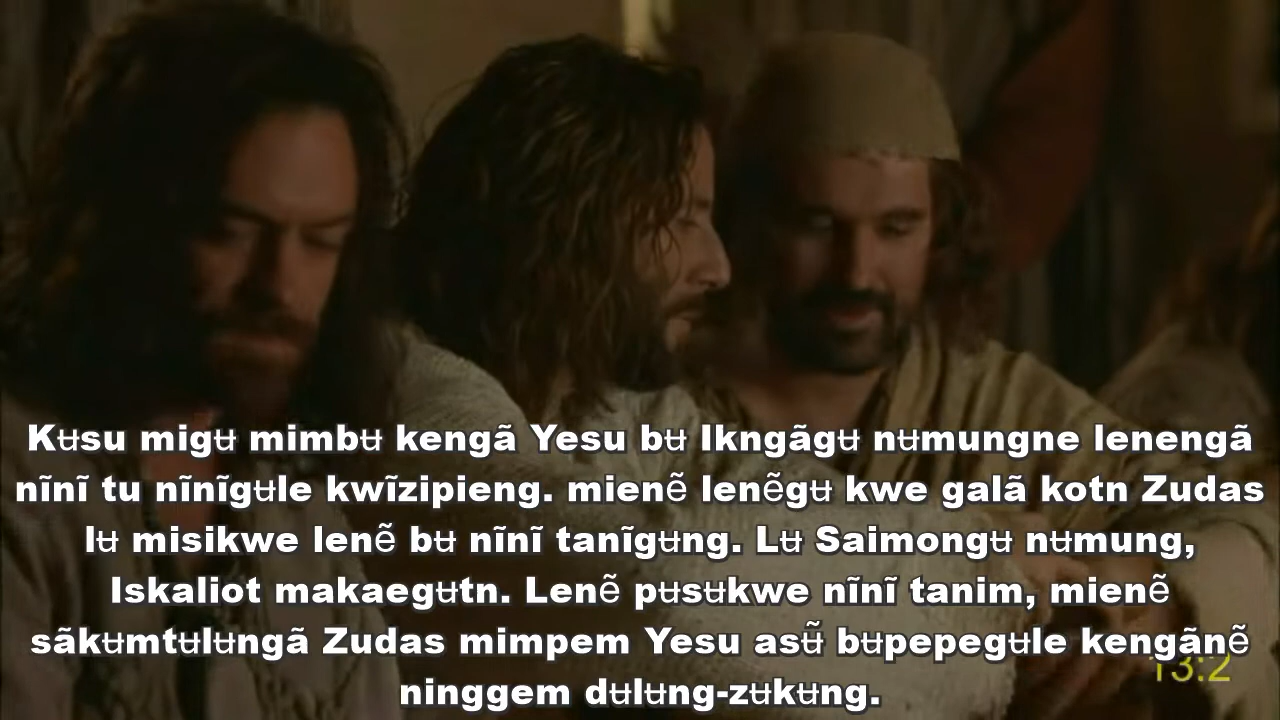 Kʉsu migʉ mimbʉ kengã Yesu bʉ Ikngãgʉ nʉmungne lenengã
nĩnĩ tu nĩnĩgʉle kwĩzipieng. mienẽ lenẽgʉ kwe galã kotn Zudas
lʉ misikwe lenẽ bʉ nĩnĩ tanĩgʉng. Lʉ Saimongʉ nʉmung,
Iskaliot makaegʉtn. Lenẽ pʉsʉkwe nĩnĩ tanim, mienẽ
sãkʉmtʉlʉngã Zudas mimpem Yesu asʉ̃ bʉpepegʉle kengãnẽ
ninggem dʉlʉng-zʉkʉng.
13:2